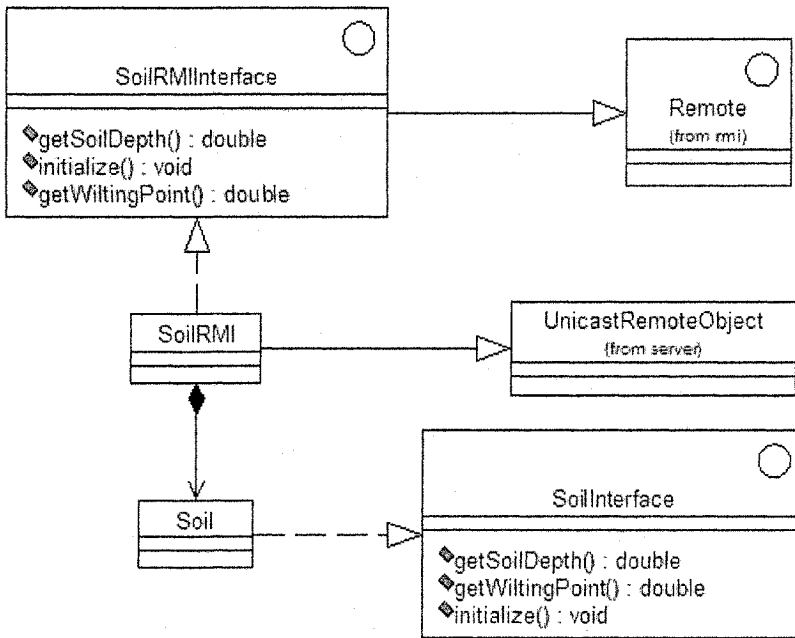 SoilRMIInterface
getSoilDepth() : double
initialize() : void
getWiltingPoint() : double
Remote
(from rmi)
SoilRMI
UnicastRemoteObject
(from server)
Soil
SoilInterface
getSoilDepth() : double
getWiltingPoint() : double
initialize() : void